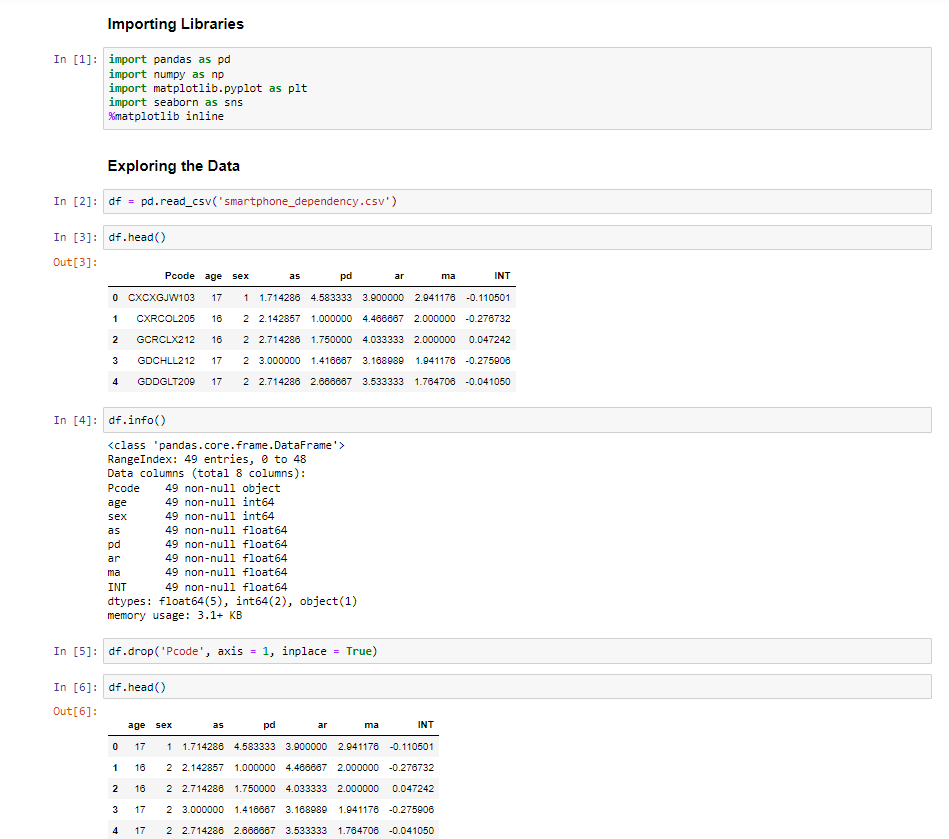 Importing Libraries
In [1]: import pandas as pd
import numpy as np
import matplotlib.pyplot as plt
import seaborn as sns
%matplotlib inline
Exploring the Data
In [2]: df = pd.read_csv('smartphone_dependency.csv')
In [3]: df.head()
Out[3]:
Pcode age sex as pd ar ma INT
0 CXCXGJW103 17 1 1.714286 4.583333 3.900000 2.941176 -0.110501
1 CXRCOL205 16 2 2.142857 1.000000 4.466667 2.000000 -0.276732
2 GCRCLX212 16 2 2.714286 1.750000 4.033333 2.000000 0.047242
3 GDCHLL212 17 2 3.000000 1.416667 3.168989 1.941176 -0.275906
4 GDDGLT209 17 2 2.714286 2.666667 3.533333 1.764706 -0.041050
In [4]: df.info()
<class 'pandas.core.frame.DataFrame'>
RangeIndex: 49 entries, 0 to 48
Data columns (total 8 columns):
Pcode 49 non-null object
age 49 non-null int64
sex 49 non-null int64
as 49 non-null float64
pd 49 non-null float64
ar 49 non-null float64
ma 49 non-null float64
INT 49 non-null float64
dtypes: float64(5), int64(2), object(1)
memory usage: 3.1+ KB
In [5]: df.drop('Pcode', axis = 1, inplace = True)
In [6]: df.head()
Out[6]:
age sex as pd ar ma INT
0 17 1 1.714286 4.583333 3.900000 2.941176 -0.110501
1 16 2 2.142857 1.000000 4.466667 2.000000 -0.276732
2 16 2 2.714286 1.750000 4.033333 2.000000 0.047242
3 17 2 3.000000 1.416667 3.168989 1.941176 -0.275906
4 17 2 2.714286 2.666667 3.533333 1.764706 -0.041050